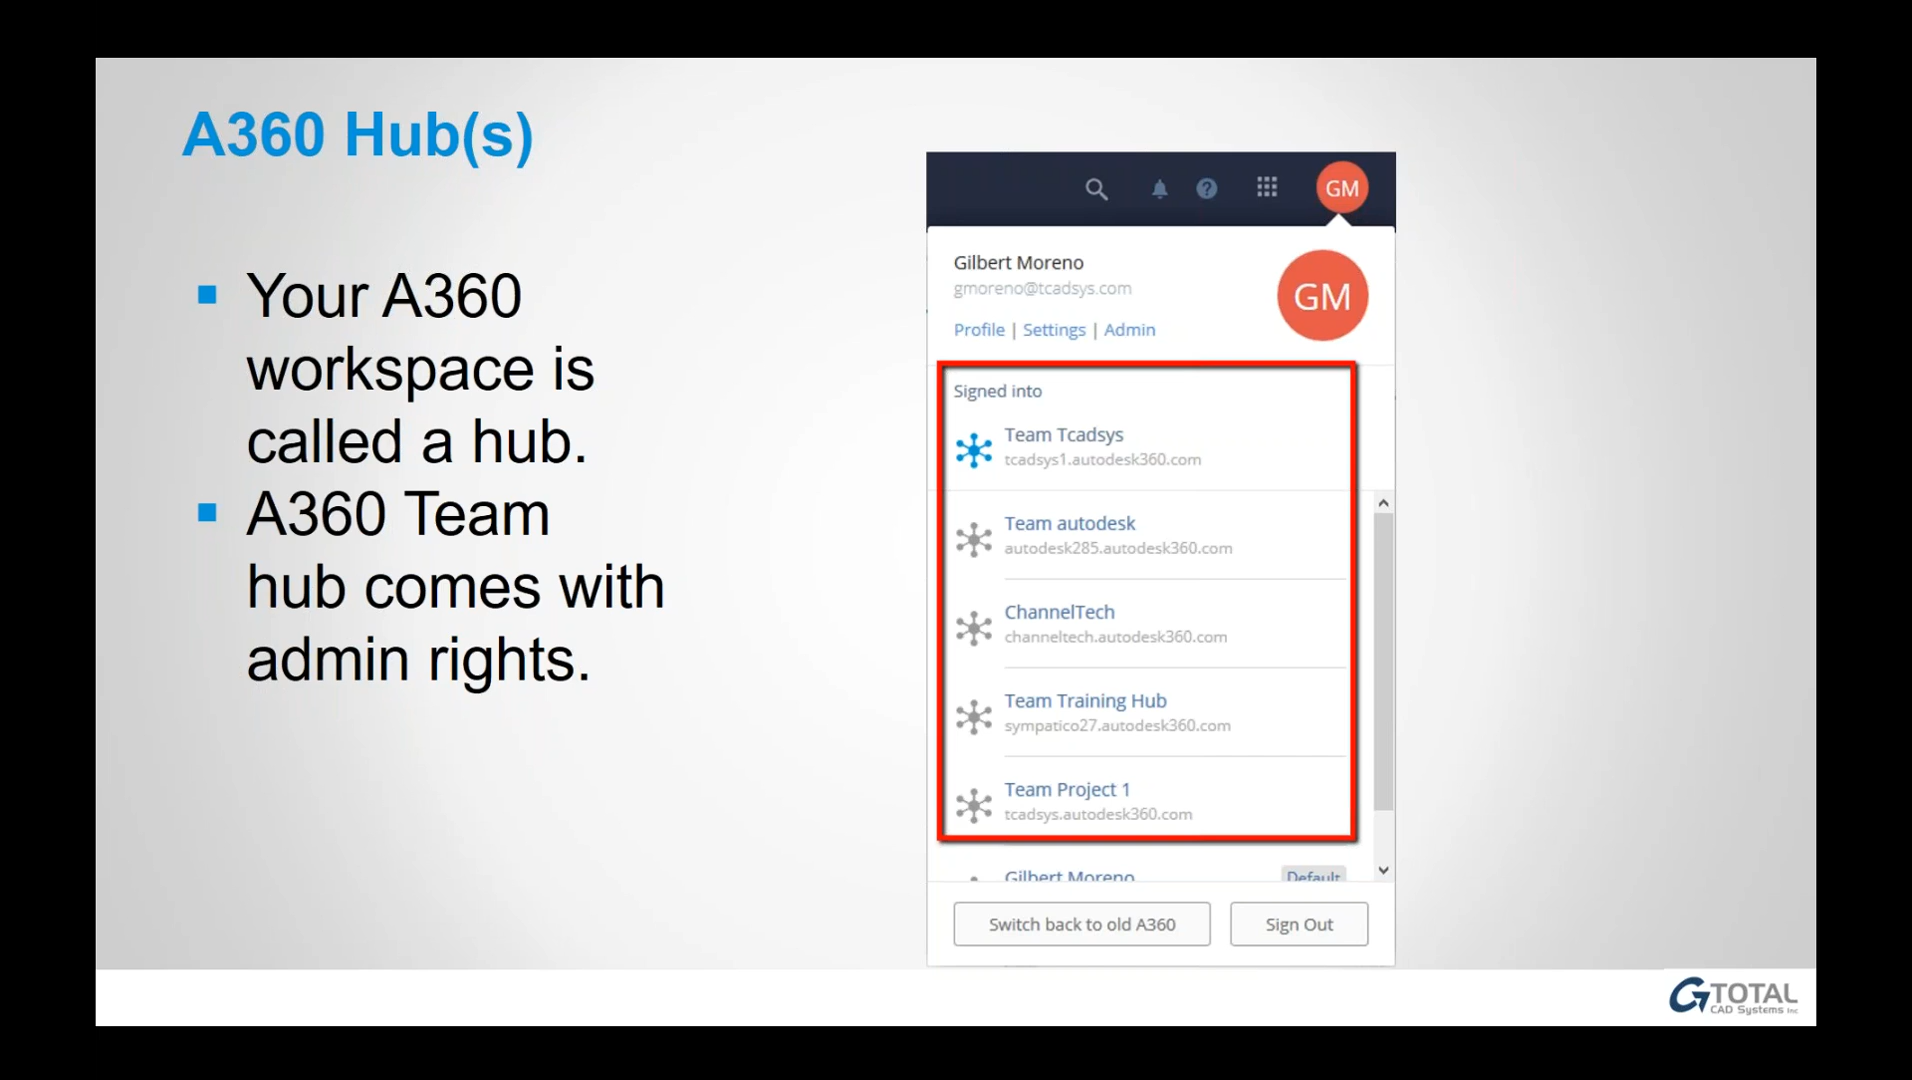 A360 Hub(s)
Your A360
workspace is
called a hub.
A360 Team
hub comes with
admin rights.
GM
Gilbert Moreno
gmoreno@tcadsys.com
GM
Profile | Settings | Admin
Signed into
Team Tcadsys
tcadsys1.autodesk360.com
Team autodesk
autodesk285.autodesk360.com
ChannelTech
channeltech.autodesk360.com
Team Training Hub
sympatico27.autodesk360.com
Team Project 1
tcadsys.autodesk360.com
Gilbert Moreno Default
Switch back to old A360 Sign Out
TOTAL
CAD Systems Inc